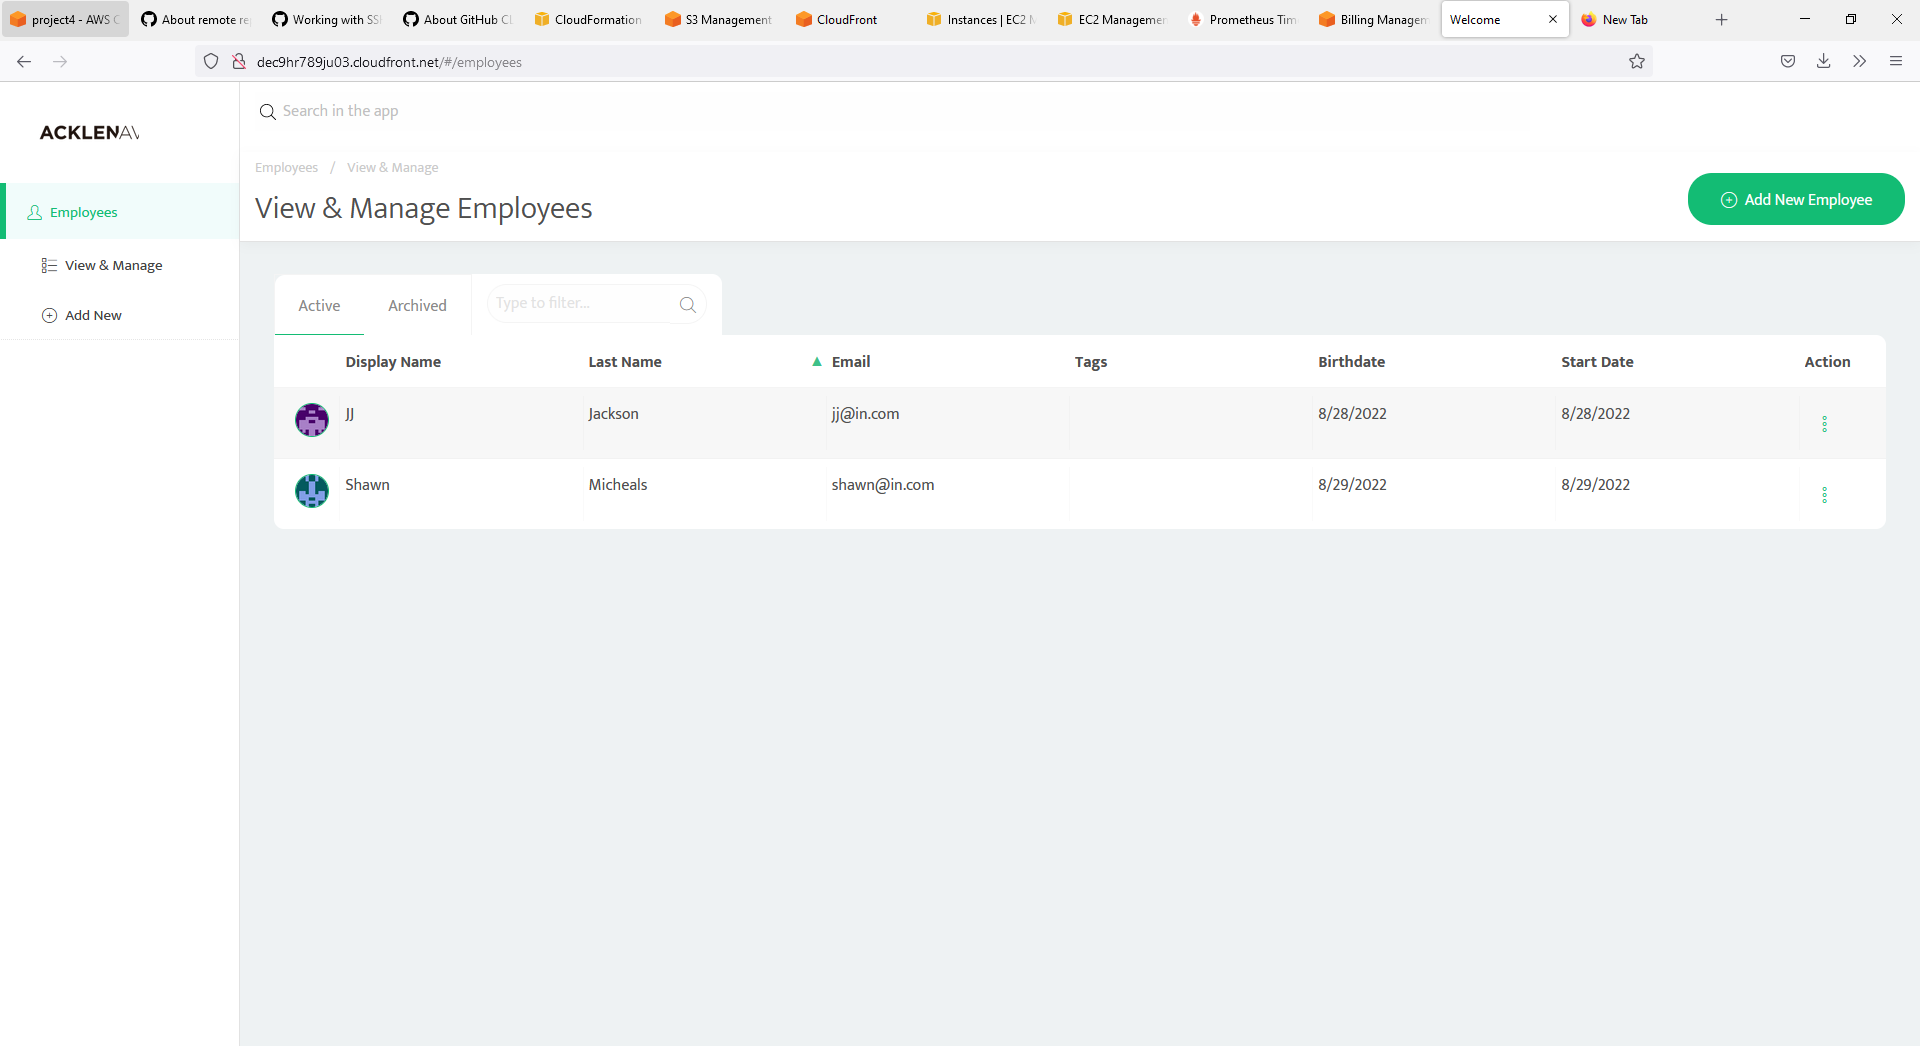 project4 - AWS C
About remote re
Working with SSH
About GitHub CL
CloudFormation
S3 Management
CloudFront
Instances | EC2 M
EC2 Managemen
Prometheus Tim
Billing Managem
Welcome
New Tab
dec9hr789ju03.cloudfront.net/#/employees
ACKLENAV
Search in the app
Employees / View & Manage
View & Manage Employees
Add New Employee
Employees
View & Manage
Add New
Active Archived Type to filter...
Display Name Last Name Email Tags Birthdate Start Date Action
JJ Jackson jj@in.com 8/28/2022 8/28/2022
Shawn Micheals shawn@in.com 8/29/2022 8/29/2022